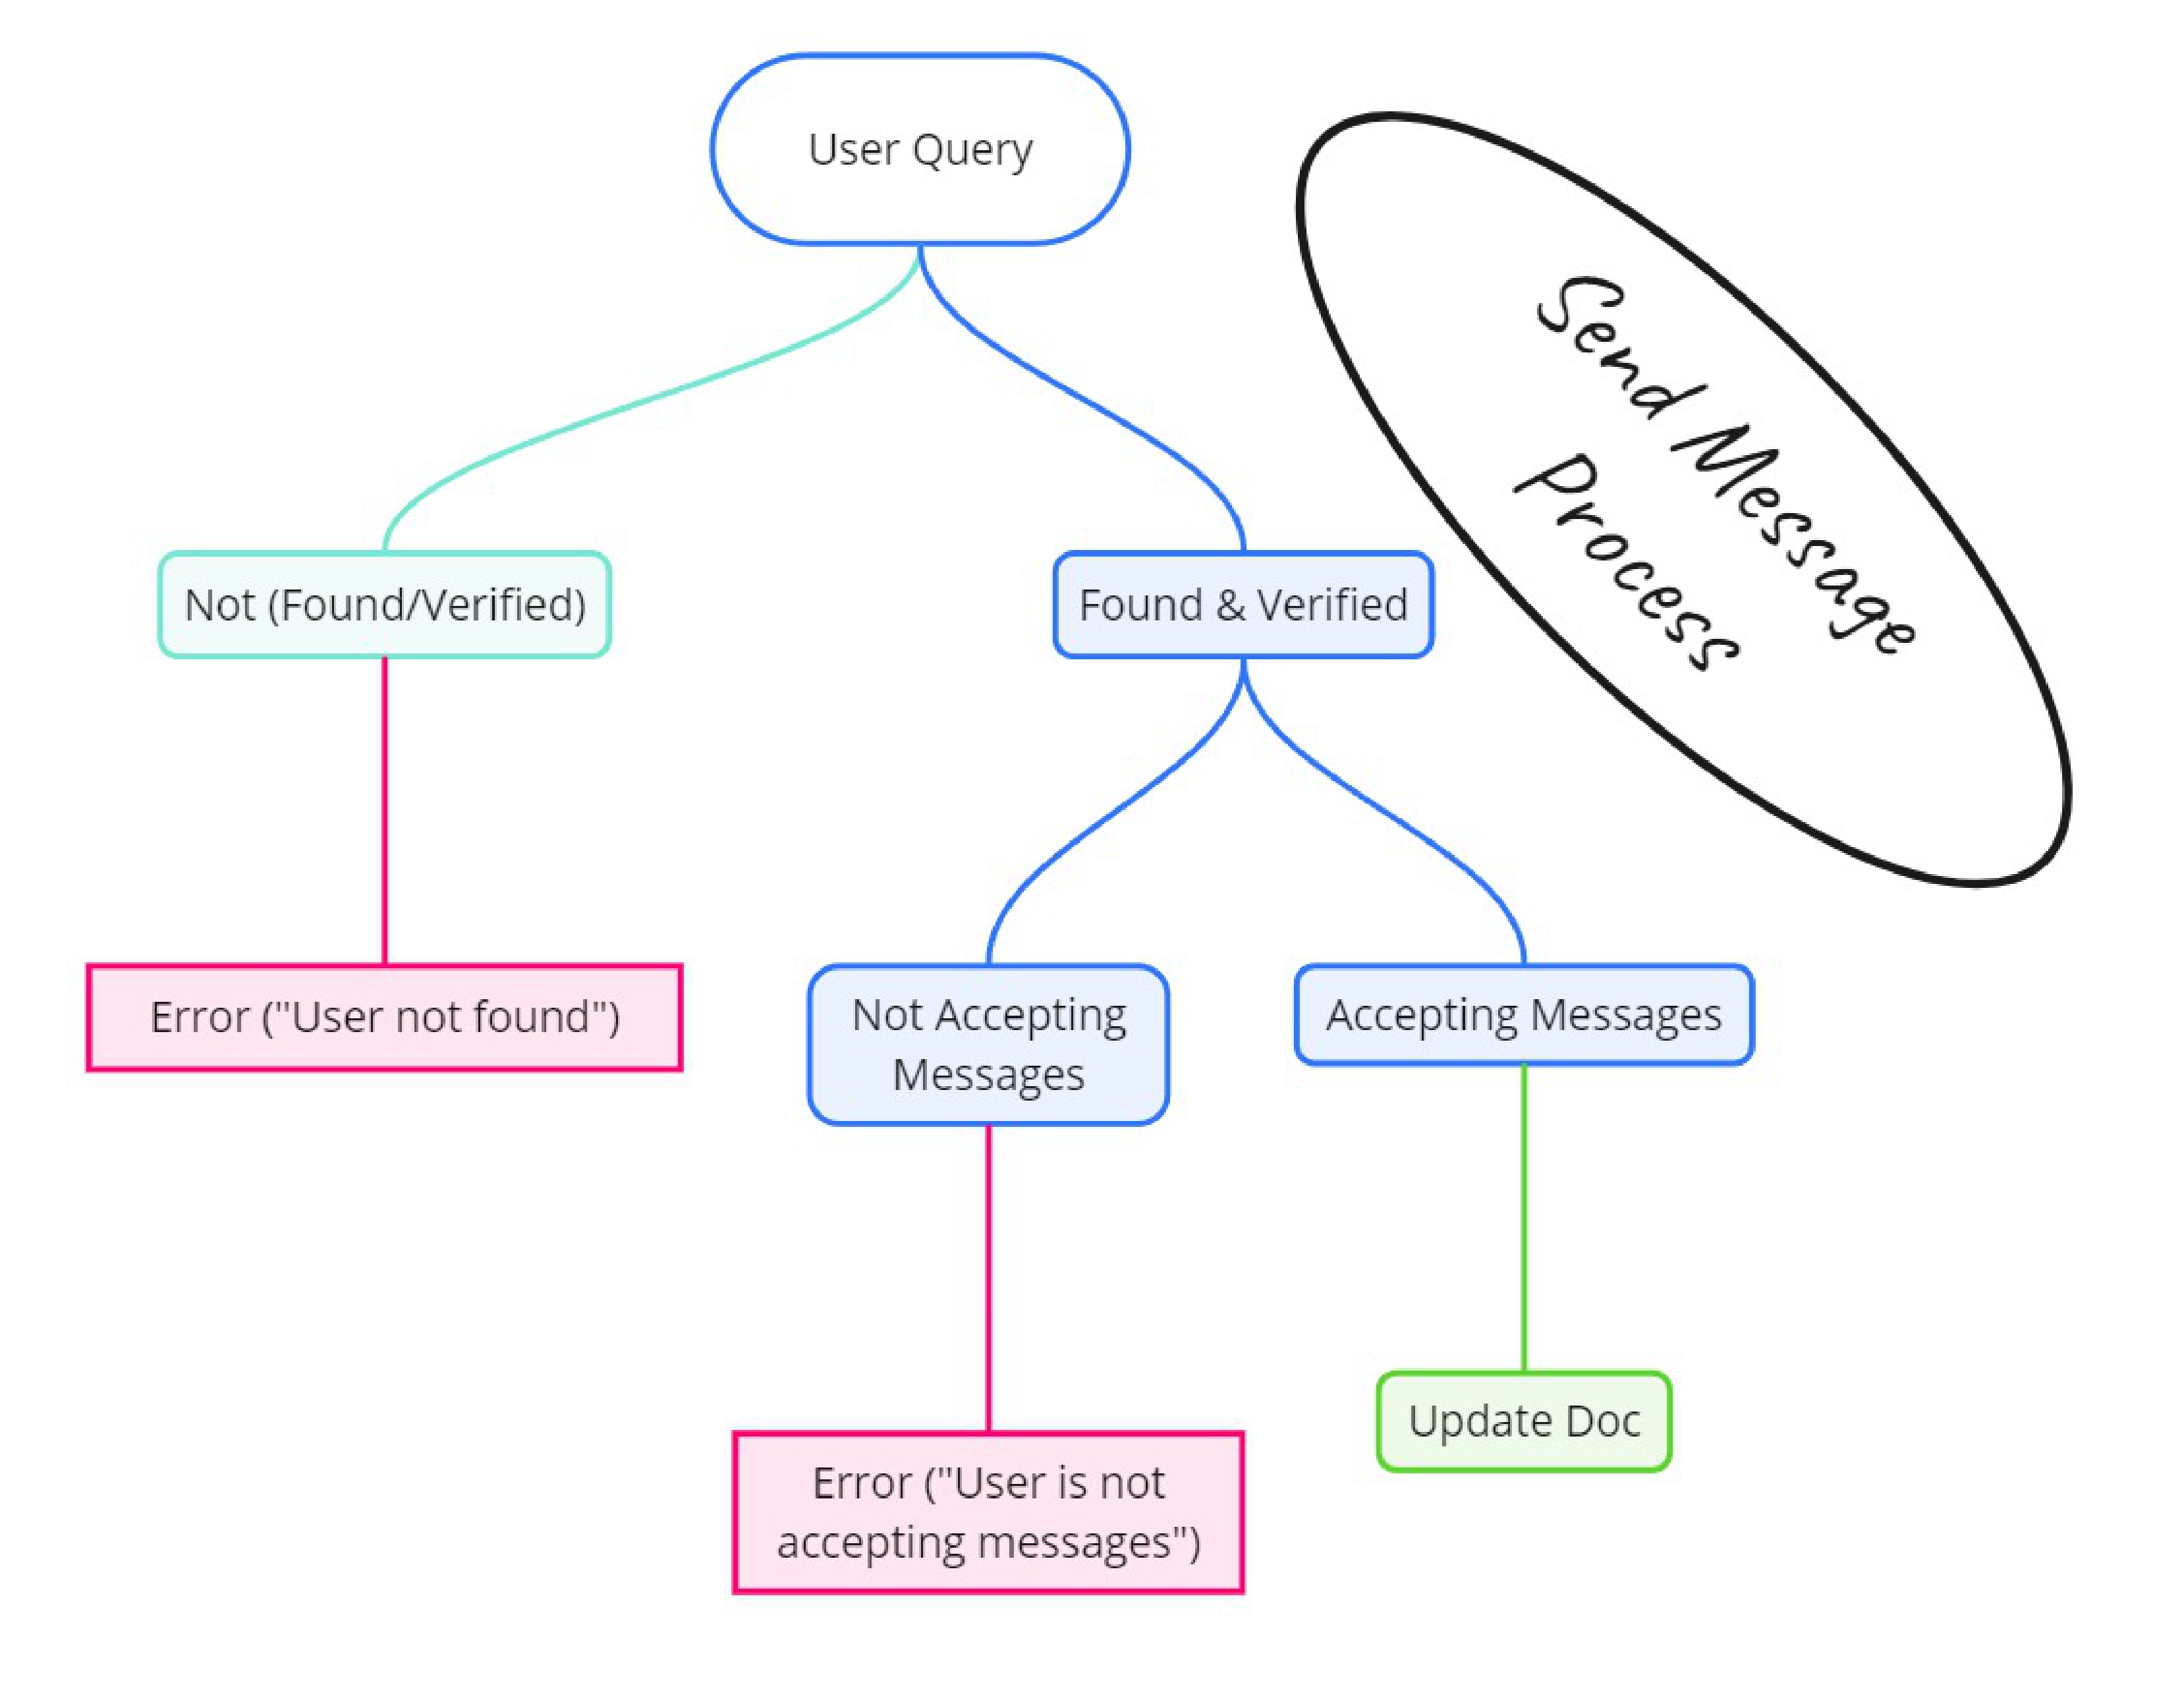 User Query
Send Message
Process
Not (Found/Verified)
Found & Verified
Error ("User not found")
Not Accepting
Messages
Accepting Messages
Error ("User is not
accepting messages")
Update Doc